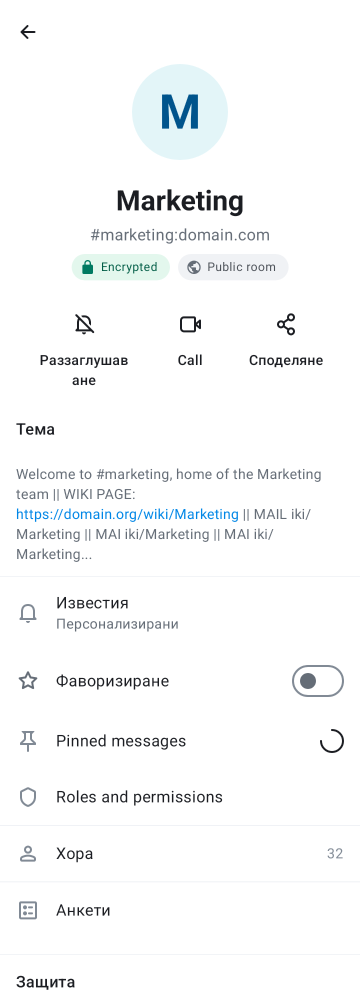 M
Marketing
#marketing:domain.com
Encrypted
Public room
Раззаглушав
ане
Call
Споделяне
Тема
Welcome to #marketing, home of the Marketing
team || WIKI PAGE:
https://domain.org/wiki/Marketing || MAIL iki/
Marketing || MAI iki/Marketing || MAI iki/
Marketing...
Известия
Персонализирани
Фаворизиране
Pinned messages
Roles and permissions
Хора 32
Анкети
Защита